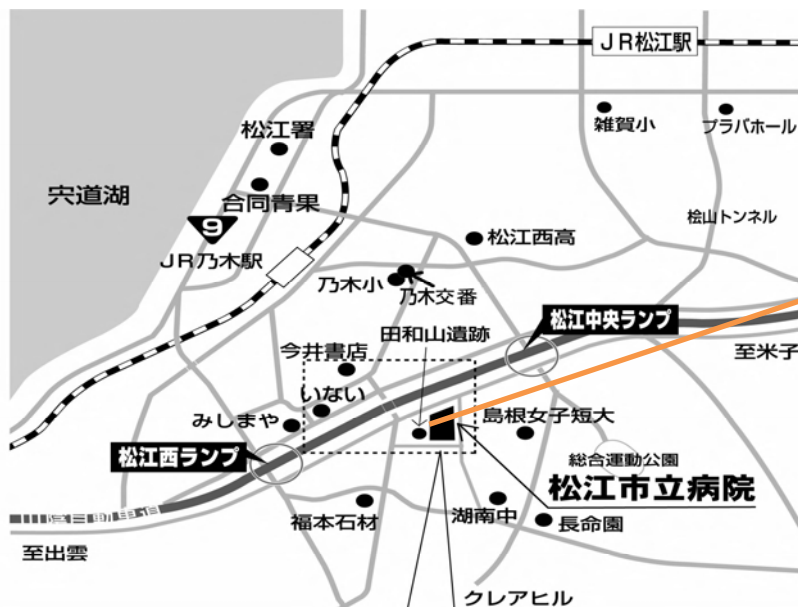 JR松江駅
雑賀小
プラバホール
松江署
宍道湖
合同青果
9
桧山トンネル
松江西高
JR乃木駅
乃木小
乃木交番
松江中央ランプ
田和山遺跡
今井書店
至米子
いない
みしまや
島根女子短大
松江西ランプ
総合運動公園
松江市立病院
福本石材
湖南中
長命園
自動車道
至出雲
クレアヒル